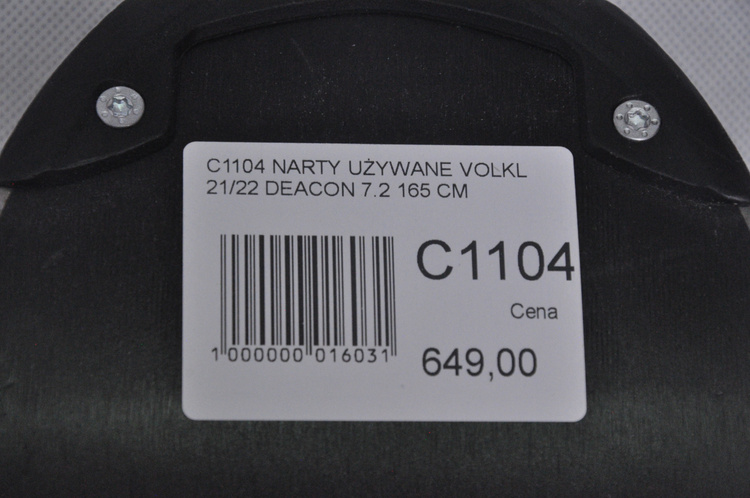 C1104 NARTY UŻYWANE VOLKL
21/22 DEACON 7.2 165 CM
C1104
Cena
649,00
1 000000 016031